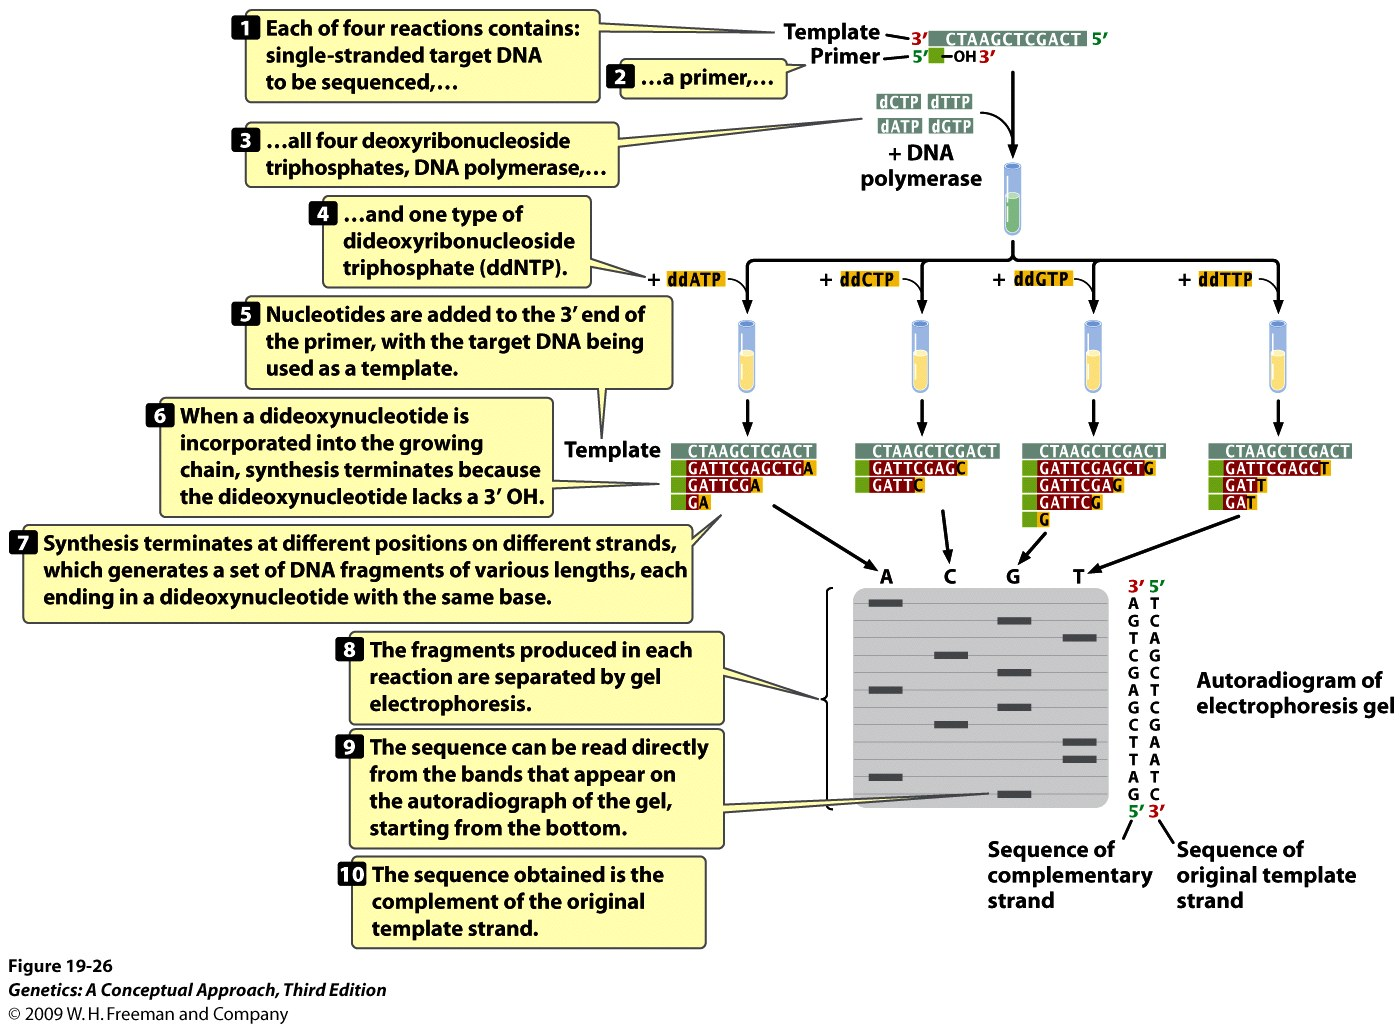 1 Each of four reactions contains:
single-stranded target DNA
to be sequenced,…
2 …a primer,…
Template 3′ CTAAGCTCGACT 5′
Primer 5′ OH 3′
3 …all four deoxyribonucleoside
triphosphates, DNA polymerase,…
dCTP dTTP
dATP dGTP
+ DNA
polymerase
4 …and one type of
dideoxyribonucleoside
triphosphate (ddNTP).
+ ddATP + ddCTP + ddGTP + ddTTP
5 Nucleotides are added to the 3′ end of
the primer, with the target DNA being
used as a template.
6 When a dideoxynucleotide is
incorporated into the growing
chain, synthesis terminates because
the dideoxynucleotide lacks a 3′ OH.
Template
CTAAGCTCGACT
GATTCGAGCTGA
GATTCGA
GA
CTAAGCTCGACT
GATTCGAGC
GATTC
CTAAGCTCGACT
GATTCGAGCTG
GATTCGAG
GATTCG
G
CTAAGCTCGACT
GATTCGAGCT
GATT
GAT
7 Synthesis terminates at different positions on different strands,
which generates a set of DNA fragments of various lengths, each
ending in a dideoxynucleotide with the same base.
A C G T
3′ 5′
A T
G C
T A
C G
G C
A T
G C
C G
T A
T A
A T
G C
5′ 3′
8 The fragments produced in each
reaction are separated by gel
electrophoresis.
Autoradiogram of
electrophoresis gel
9 The sequence can be read directly
from the bands that appear on
the autoradiograph of the gel,
starting from the bottom.
Sequence of
complementary
strand
Sequence of
original template
strand
10 The sequence obtained is the
complement of the original
template strand.
Figure 19-26
Genetics: A Conceptual Approach, Third Edition
© 2009 W. H. Freeman and Company